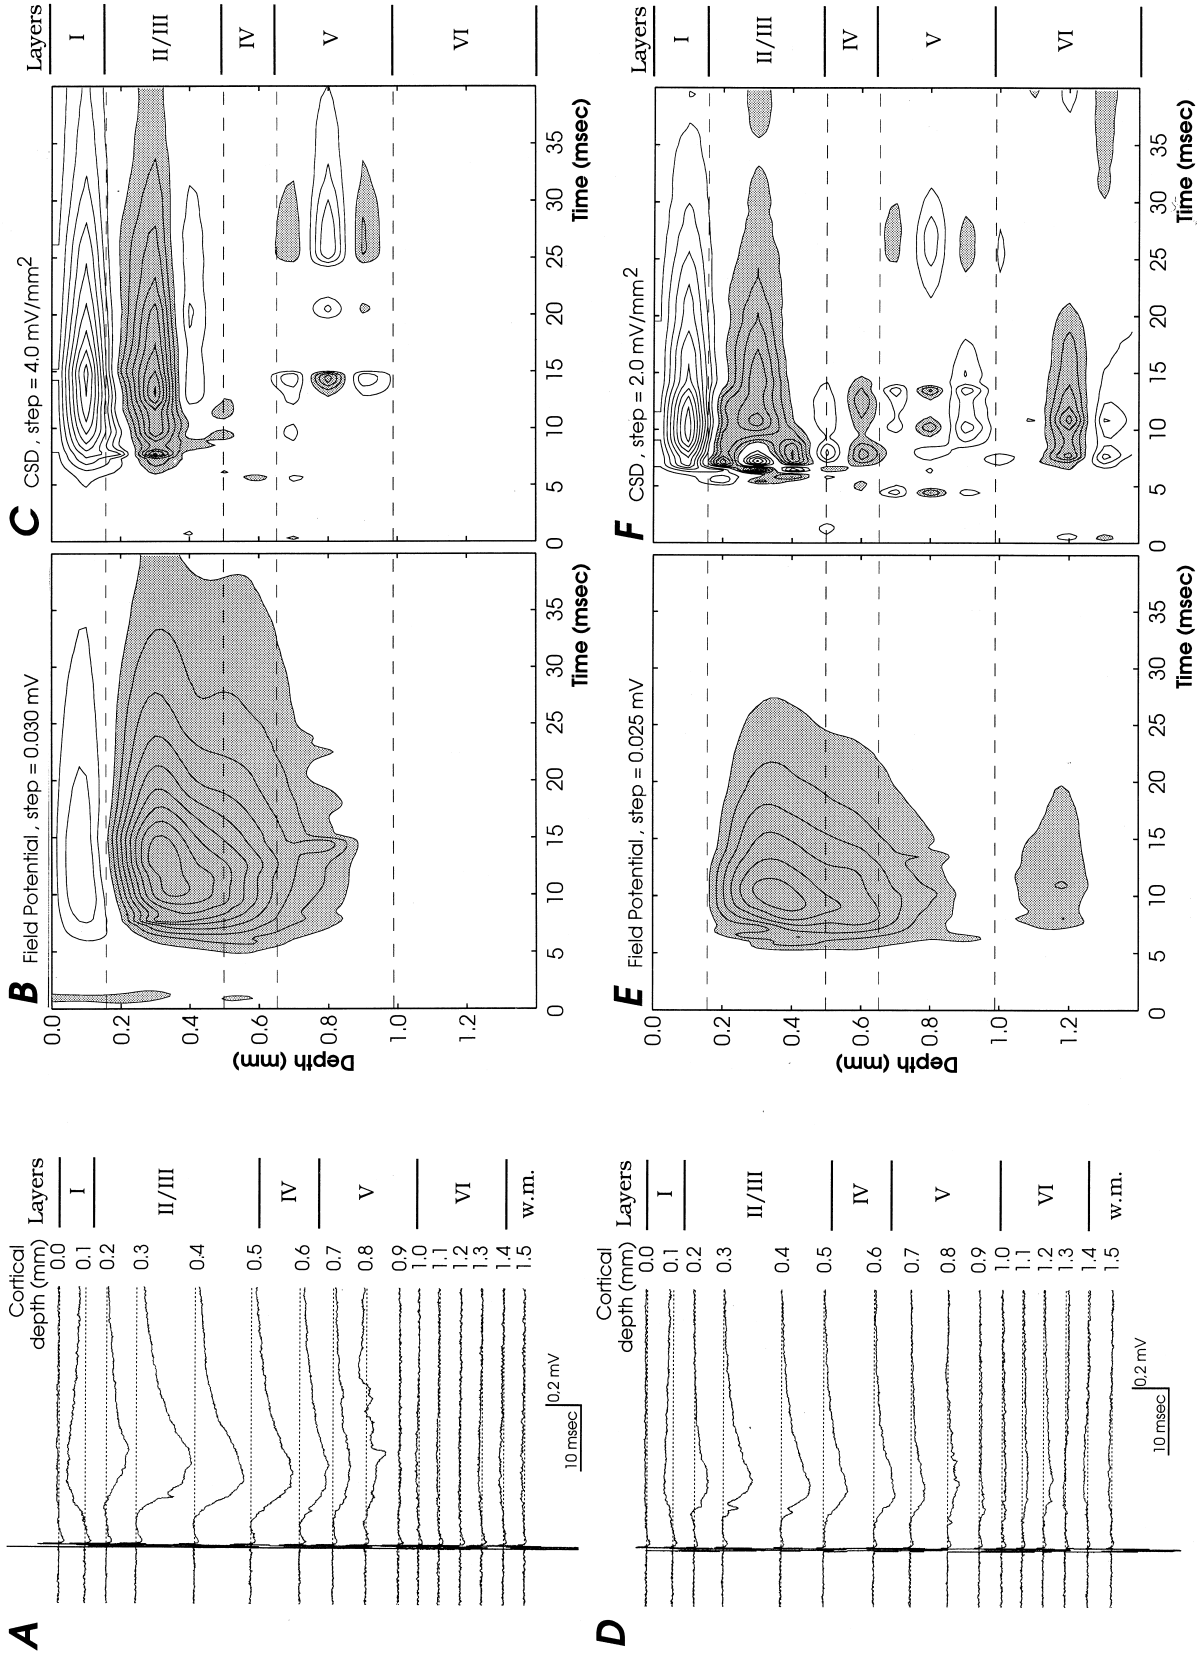 A
Cortical
depth (mm)
Layers
0.0
0.1
0.2
0.3
0.4
0.5
0.6
0.7
0.8
0.9
1.0
1.1
1.2
1.3
1.4
1.5
I
II/III
IV
V
VI
w.m.
0.2 mV
10 msec
B
Field Potential, step = 0.030 mV
0.0
0.2
0.4
0.6
0.8
1.0
1.2
Depth (mm)
0
5
10
15
20
25
30
35
Time (msec)
C
CSD, step = 4.0 mV/mm2
Layers
I
II/III
IV
V
VI
0
5
10
15
20
25
30
35
Time (msec)
D
Cortical
depth (mm)
Layers
0.0
0.1
0.2
0.3
0.4
0.5
0.6
0.7
0.8
0.9
1.0
1.1
1.2
1.3
1.4
1.5
I
II/III
IV
V
VI
w.m.
0.2 mV
10 msec
E
Field Potential, step = 0.025 mV
0.0
0.2
0.4
0.6
0.8
1.0
1.2
Depth (mm)
0
5
10
15
20
25
30
35
Time (msec)
F
CSD, step = 2.0 mV/mm2
Layers
I
II/III
IV
V
VI
0
5
10
15
20
25
30
35
Time (msec)